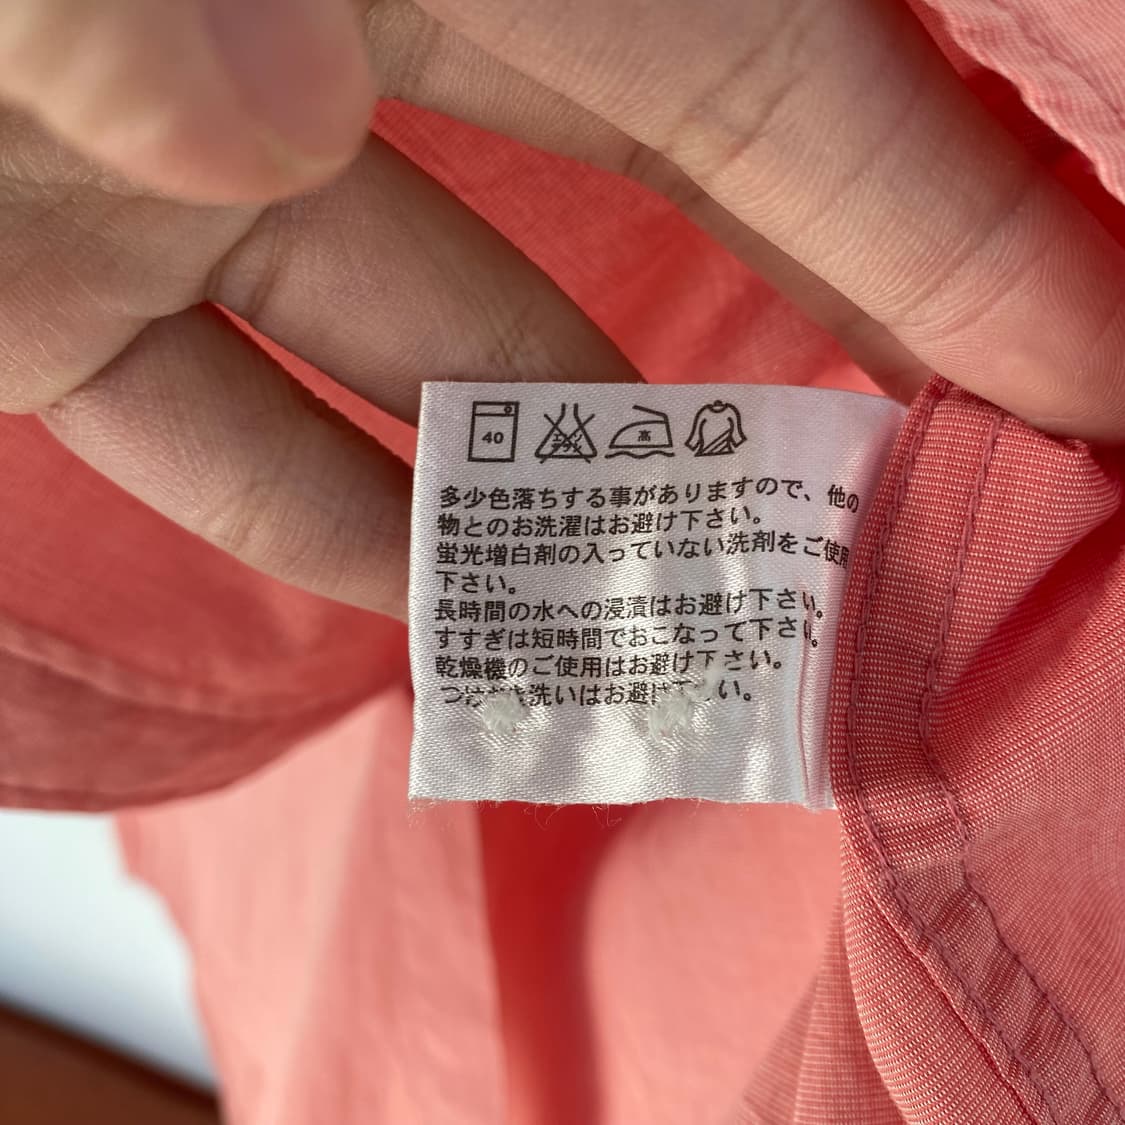 40 高
多少色落ちする事がありますので、他の
物とのお洗濯はお避け下さい。
蛍光増白剤の入っていない洗剤をご使用
下さい。
長時間の水への浸漬はお避け下さい。
すすぎは短時間でおこなって下さい。
乾燥機のご使用はお避け下さい。
洗いはお避け下さい。